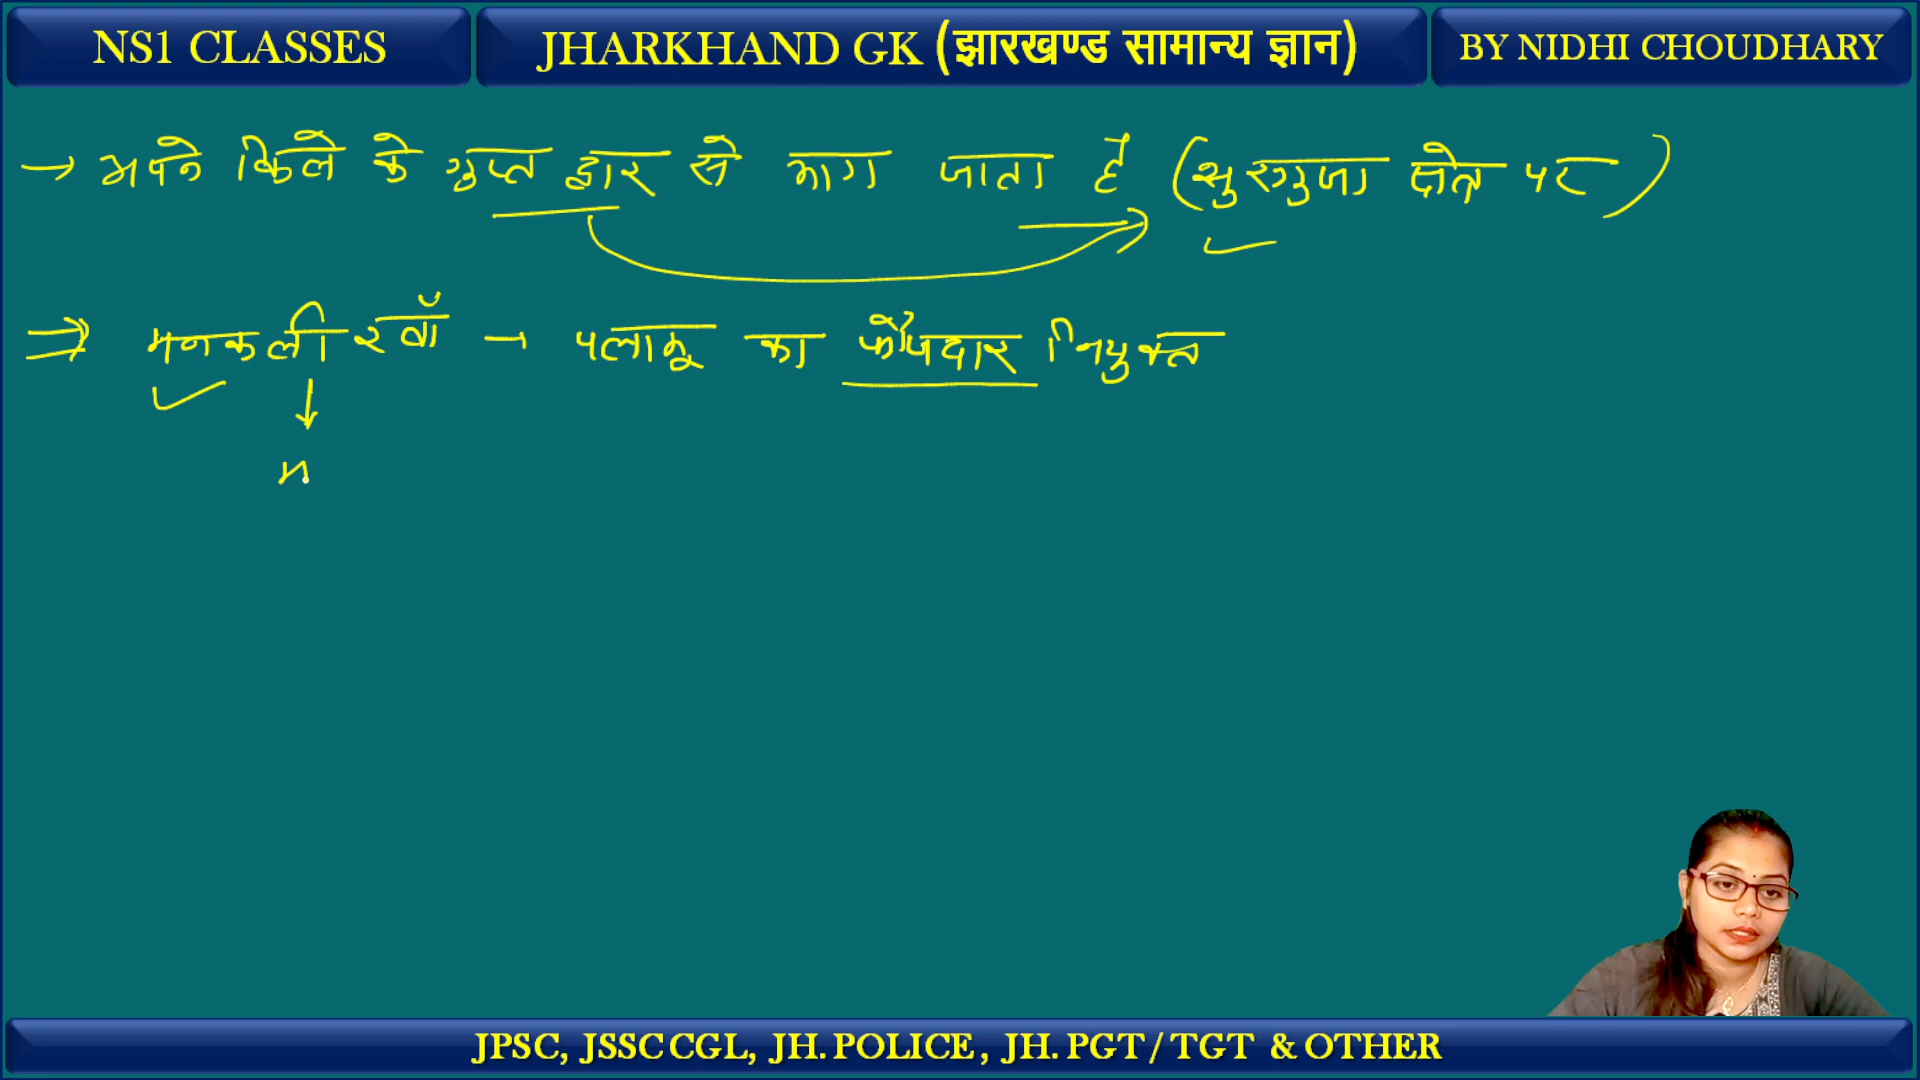 NS1 CLASSES
JHARKHAND GK (झारखण्ड सामान्य ज्ञान)
BY NIDHI CHOUDHARY
→ अपने किले के गुप्त द्वार से भाग जाता है (सुरगुजा क्षेत्र पर)
⇒ मनकली खाँ → पलामू का फौजदार नियुक्त
↓
म
JPSC, JSSC CGL, JH. POLICE, JH. PGT / TGT & OTHER